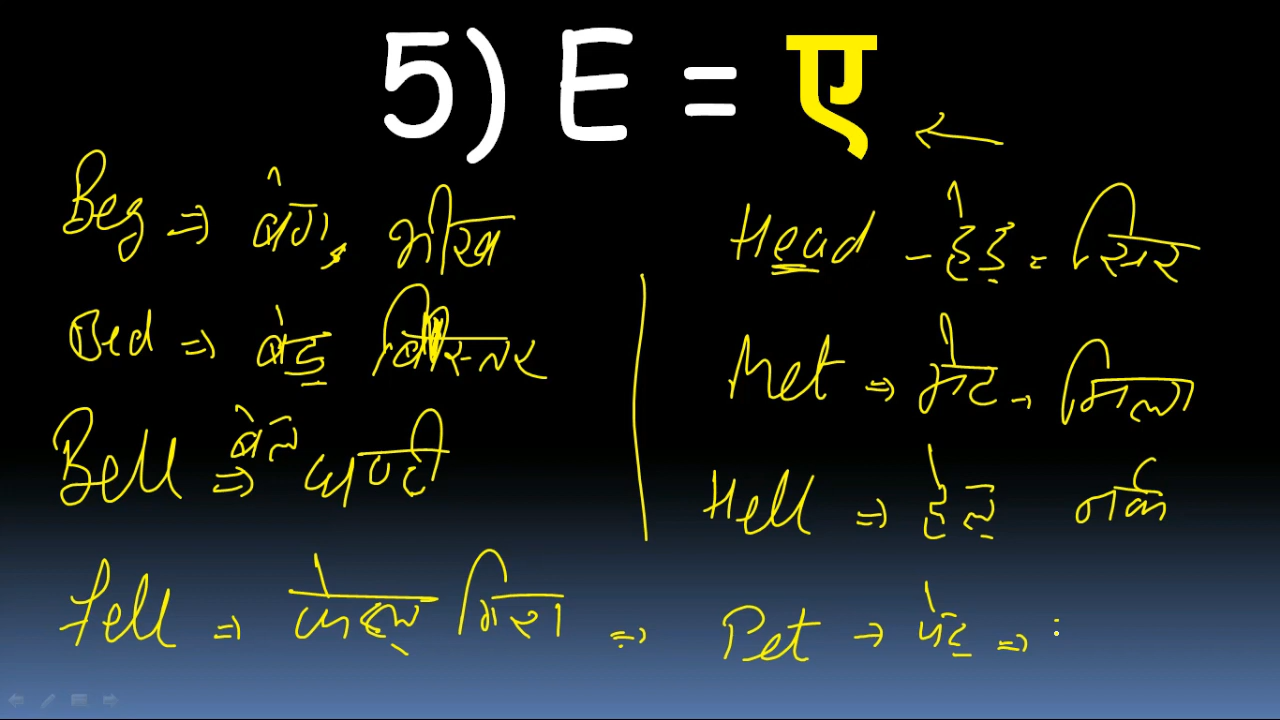 5) E = ए
Beg ⇒ बेग् भीख
Bed ⇒ बेड् बिस्तर
Bell ⇒ बेल् घण्टी
Fell ⇒ फेल् गिरा ⇒
Head - हेड् = सिर
Met ⇒ मेट् → मिला
Hell ⇒ हेल् नर्क
Pet → पेट् ⇒